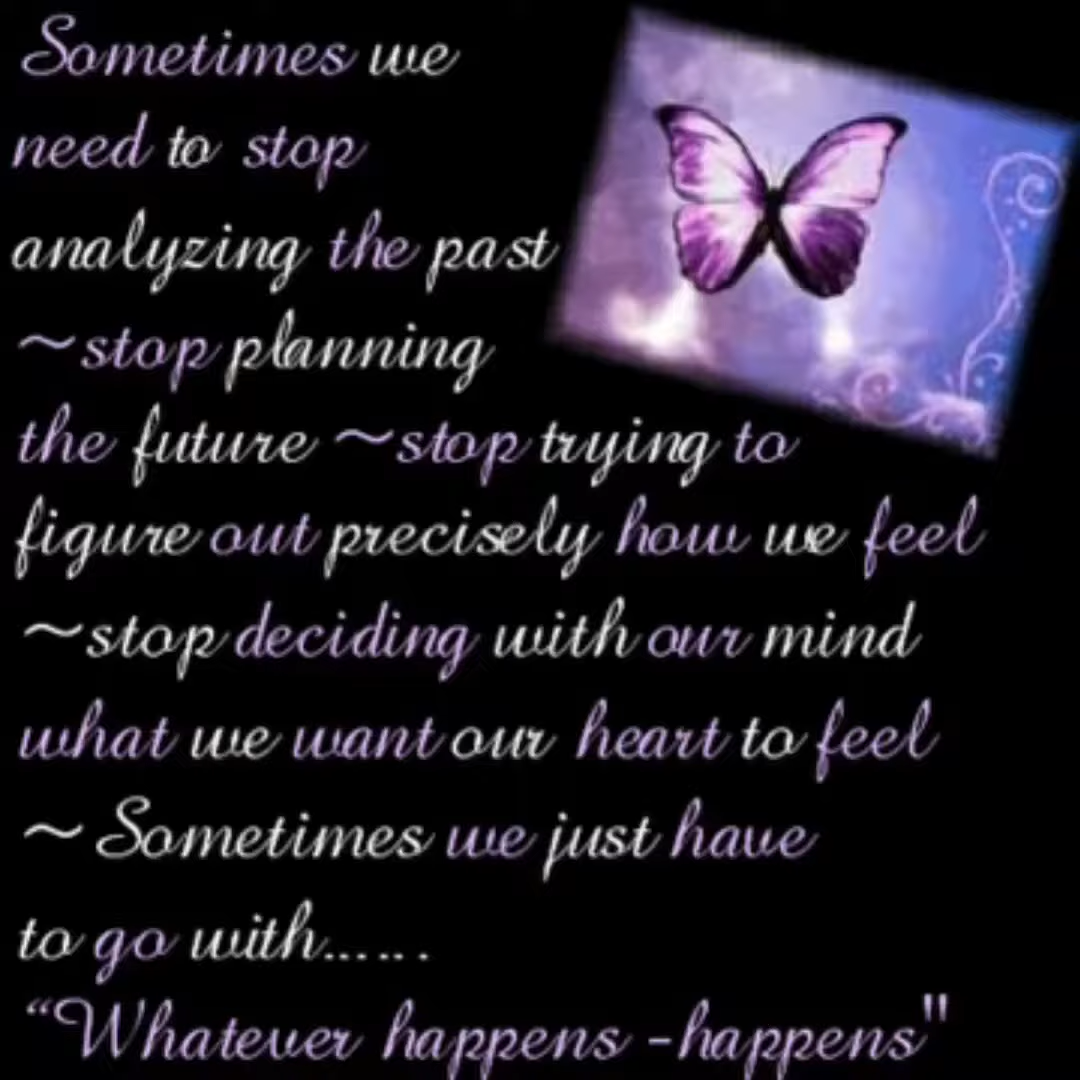 Sometimes we
need to stop
analyzing the past
~stop planning
the future ~stop trying to
figure out precisely how we feel
~stop deciding with our mind
what we want our heart to feel
~ Sometimes we just have
to go with......
“Whatever happens -happens"